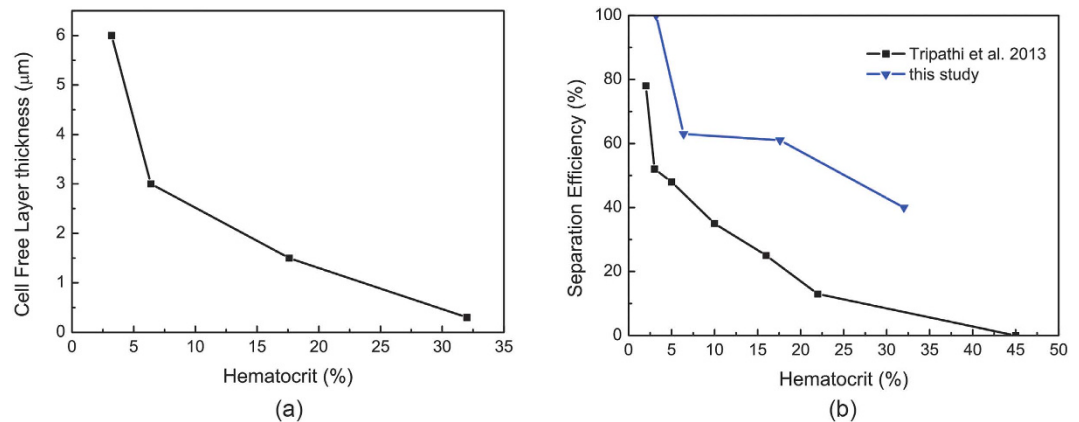 Cell Free Layer thickness (μm)
6
5
4
3
2
1
0
0 5 10 15 20 25 30 35
Hematocrit (%)
(a)
Separation Efficiency (%)
100
80
60
40
20
0
Tripathi et al. 2013
this study
0 5 10 15 20 25 30 35 40 45 50
Hematocrit (%)
(b)